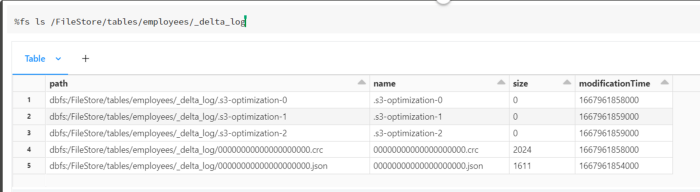 %fs ls /FileStore/tables/employees/_delta_log
Table +
path name size modificationTime
1 dbfs:/FileStore/tables/employees/_delta_log/.s3-optimization-0 .s3-optimization-0 0 1667961858000
2 dbfs:/FileStore/tables/employees/_delta_log/.s3-optimization-1 .s3-optimization-1 0 1667961859000
3 dbfs:/FileStore/tables/employees/_delta_log/.s3-optimization-2 .s3-optimization-2 0 1667961859000
4 dbfs:/FileStore/tables/employees/_delta_log/00000000000000000000.crc 00000000000000000000.crc 2024 1667961858000
5 dbfs:/FileStore/tables/employees/_delta_log/00000000000000000000.json 00000000000000000000.json 1611 1667961854000